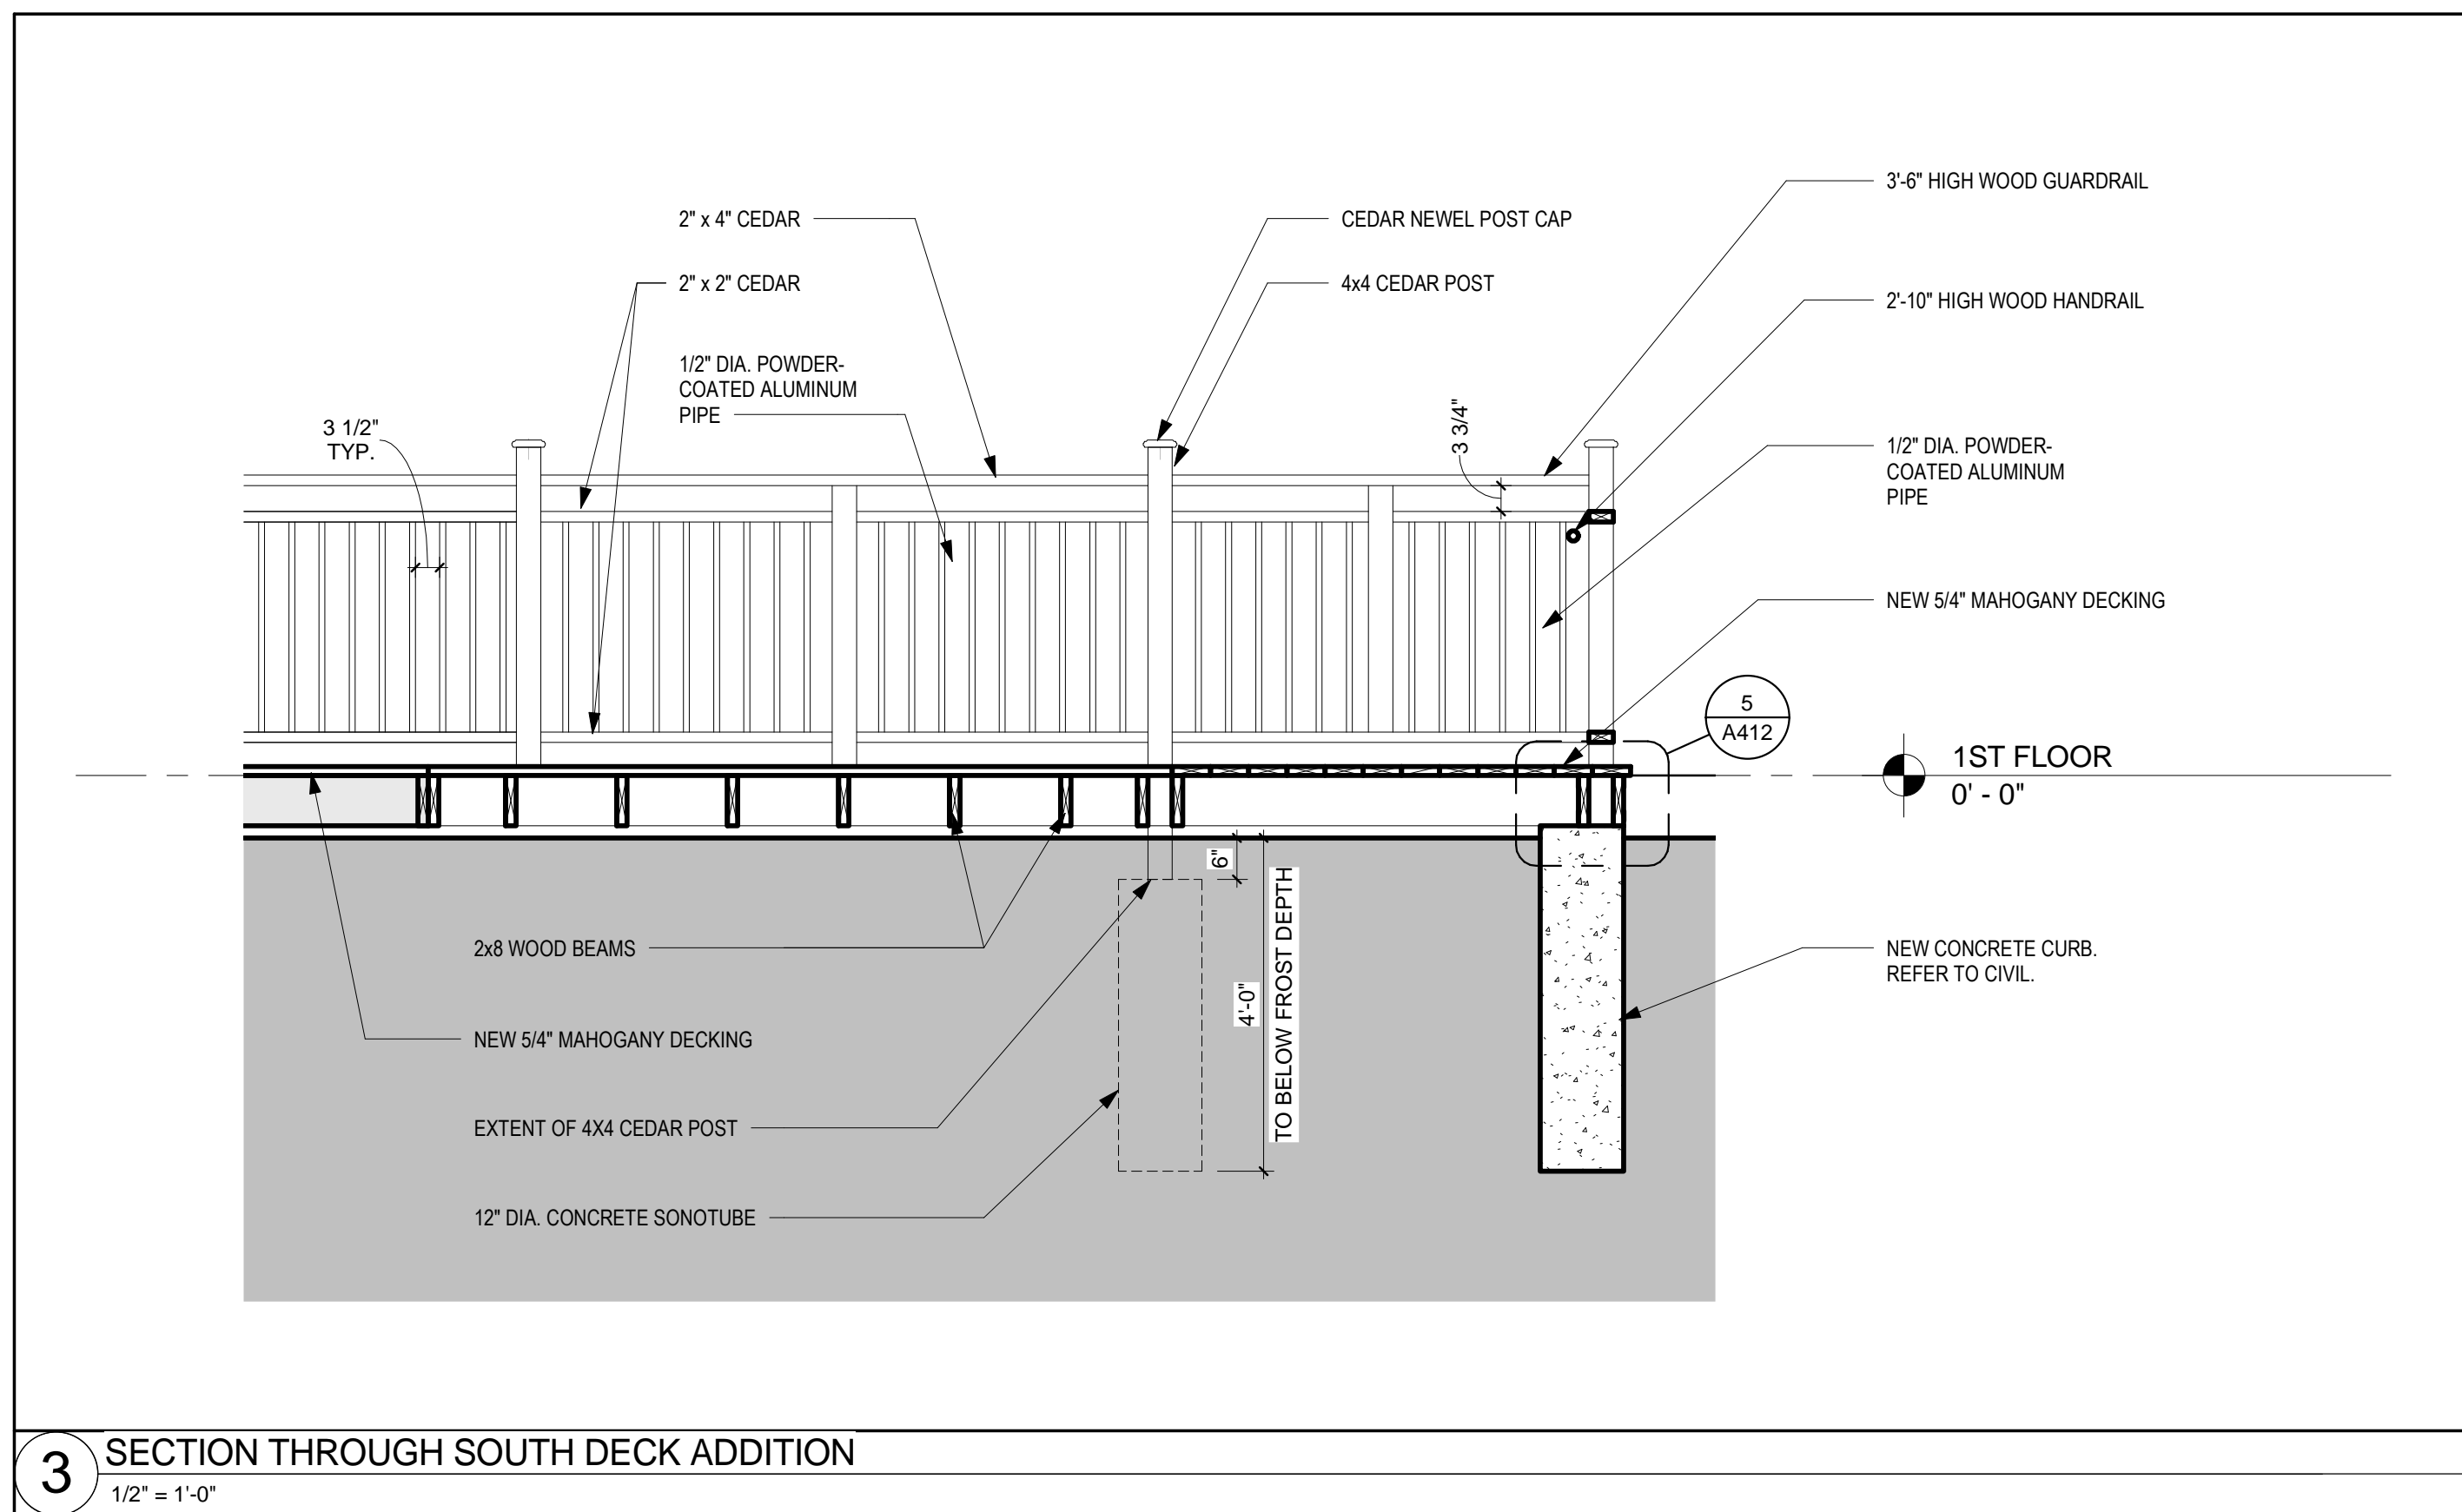 3'-6" HIGH WOOD GUARDRAIL
2" x 4" CEDAR
CEDAR NEWEL POST CAP
2" x 2" CEDAR
4x4 CEDAR POST
2'-10" HIGH WOOD HANDRAIL
1/2" DIA. POWDER-
COATED ALUMINUM
PIPE
3 1/2"
TYP.
3 3/4"
1/2" DIA. POWDER-
COATED ALUMINUM
PIPE
NEW 5/4" MAHOGANY DECKING
5
A412
1ST FLOOR
0' - 0"
6"
4'-0"
TO BELOW FROST DEPTH
2x8 WOOD BEAMS
NEW CONCRETE CURB.
REFER TO CIVIL.
NEW 5/4" MAHOGANY DECKING
EXTENT OF 4X4 CEDAR POST
12" DIA. CONCRETE SONOTUBE
3
SECTION THROUGH SOUTH DECK ADDITION
1/2" = 1'-0"